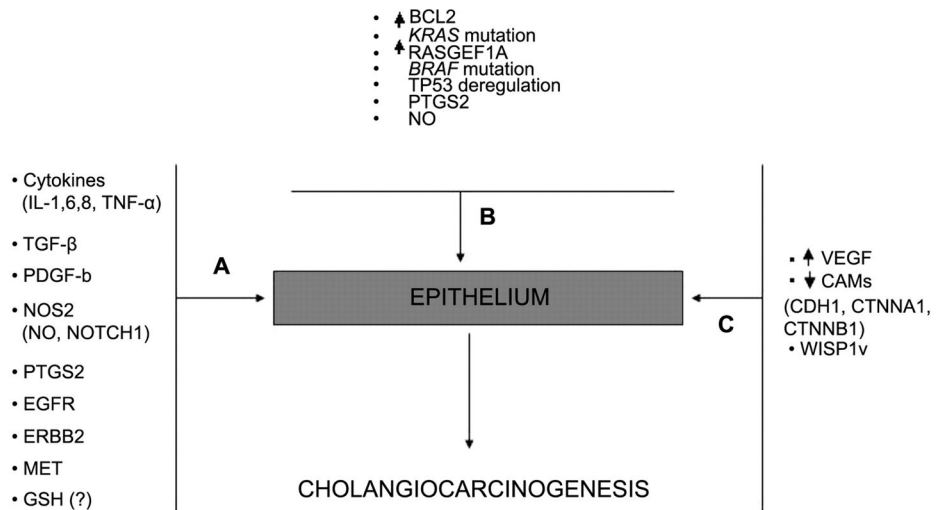 • ↑ BCL2
• KRAS mutation
• ↑ RASGEF1A
• BRAF mutation
• TP53 deregulation
• PTGS2
• NO
• Cytokines
(IL-1,6,8, TNF-α)
• TGF-β
• PDGF-b
• NOS2
(NO, NOTCH1)
• PTGS2
• EGFR
• ERBB2
• MET
• GSH (?)
A
B
EPITHELIUM
C
▪ ↑ VEGF
▪ ↓ CAMs
(CDH1, CTNNA1,
CTNNB1)
• WISP1v
CHOLANGIOCARCINOGENESIS